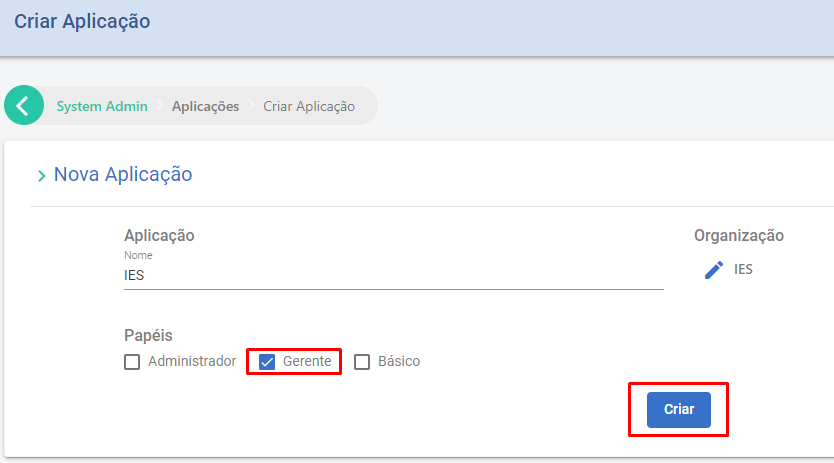 Criar Aplicação
System Admin > Aplicações > Criar Aplicação
> Nova Aplicação
Aplicação
Nome
IES
Organização
IES
Papéis
Administrador Gerente Básico
Criar